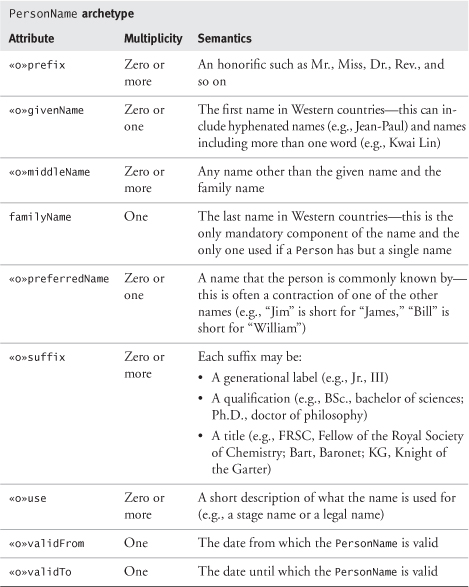 PersonName archetype
Attribute Multiplicity Semantics
«o»prefix Zero or An honorific such as Mr., Miss, Dr., Rev., and
more so on
«o»givenName Zero or The first name in Western countries—this can in-
one clude hyphenated names (e.g., Jean-Paul) and names
including more than one word (e.g., Kwai Lin)
«o»middleName Zero or Any name other than the given name and the
more family name
familyName One The last name in Western countries—this is the
only mandatory component of the name and the
only one used if a Person has but a single name
«o»preferredName Zero or A name that the person is commonly known by—
one this is often a contraction of one of the other
names (e.g., “Jim” is short for “James,” “Bill” is
short for “William”)
«o»suffix Zero or Each suffix may be:
more • A generational label (e.g., Jr., III)
• A qualification (e.g., BSc., bachelor of sciences;
Ph.D., doctor of philosophy)
• A title (e.g., FRSC, Fellow of the Royal Society
of Chemistry; Bart, Baronet; KG, Knight of
the Garter)
«o»use Zero or A short description of what the name is used for
more (e.g., a stage name or a legal name)
«o»validFrom One The date from which the PersonName is valid
«o»validTo One The date until which the PersonName is valid